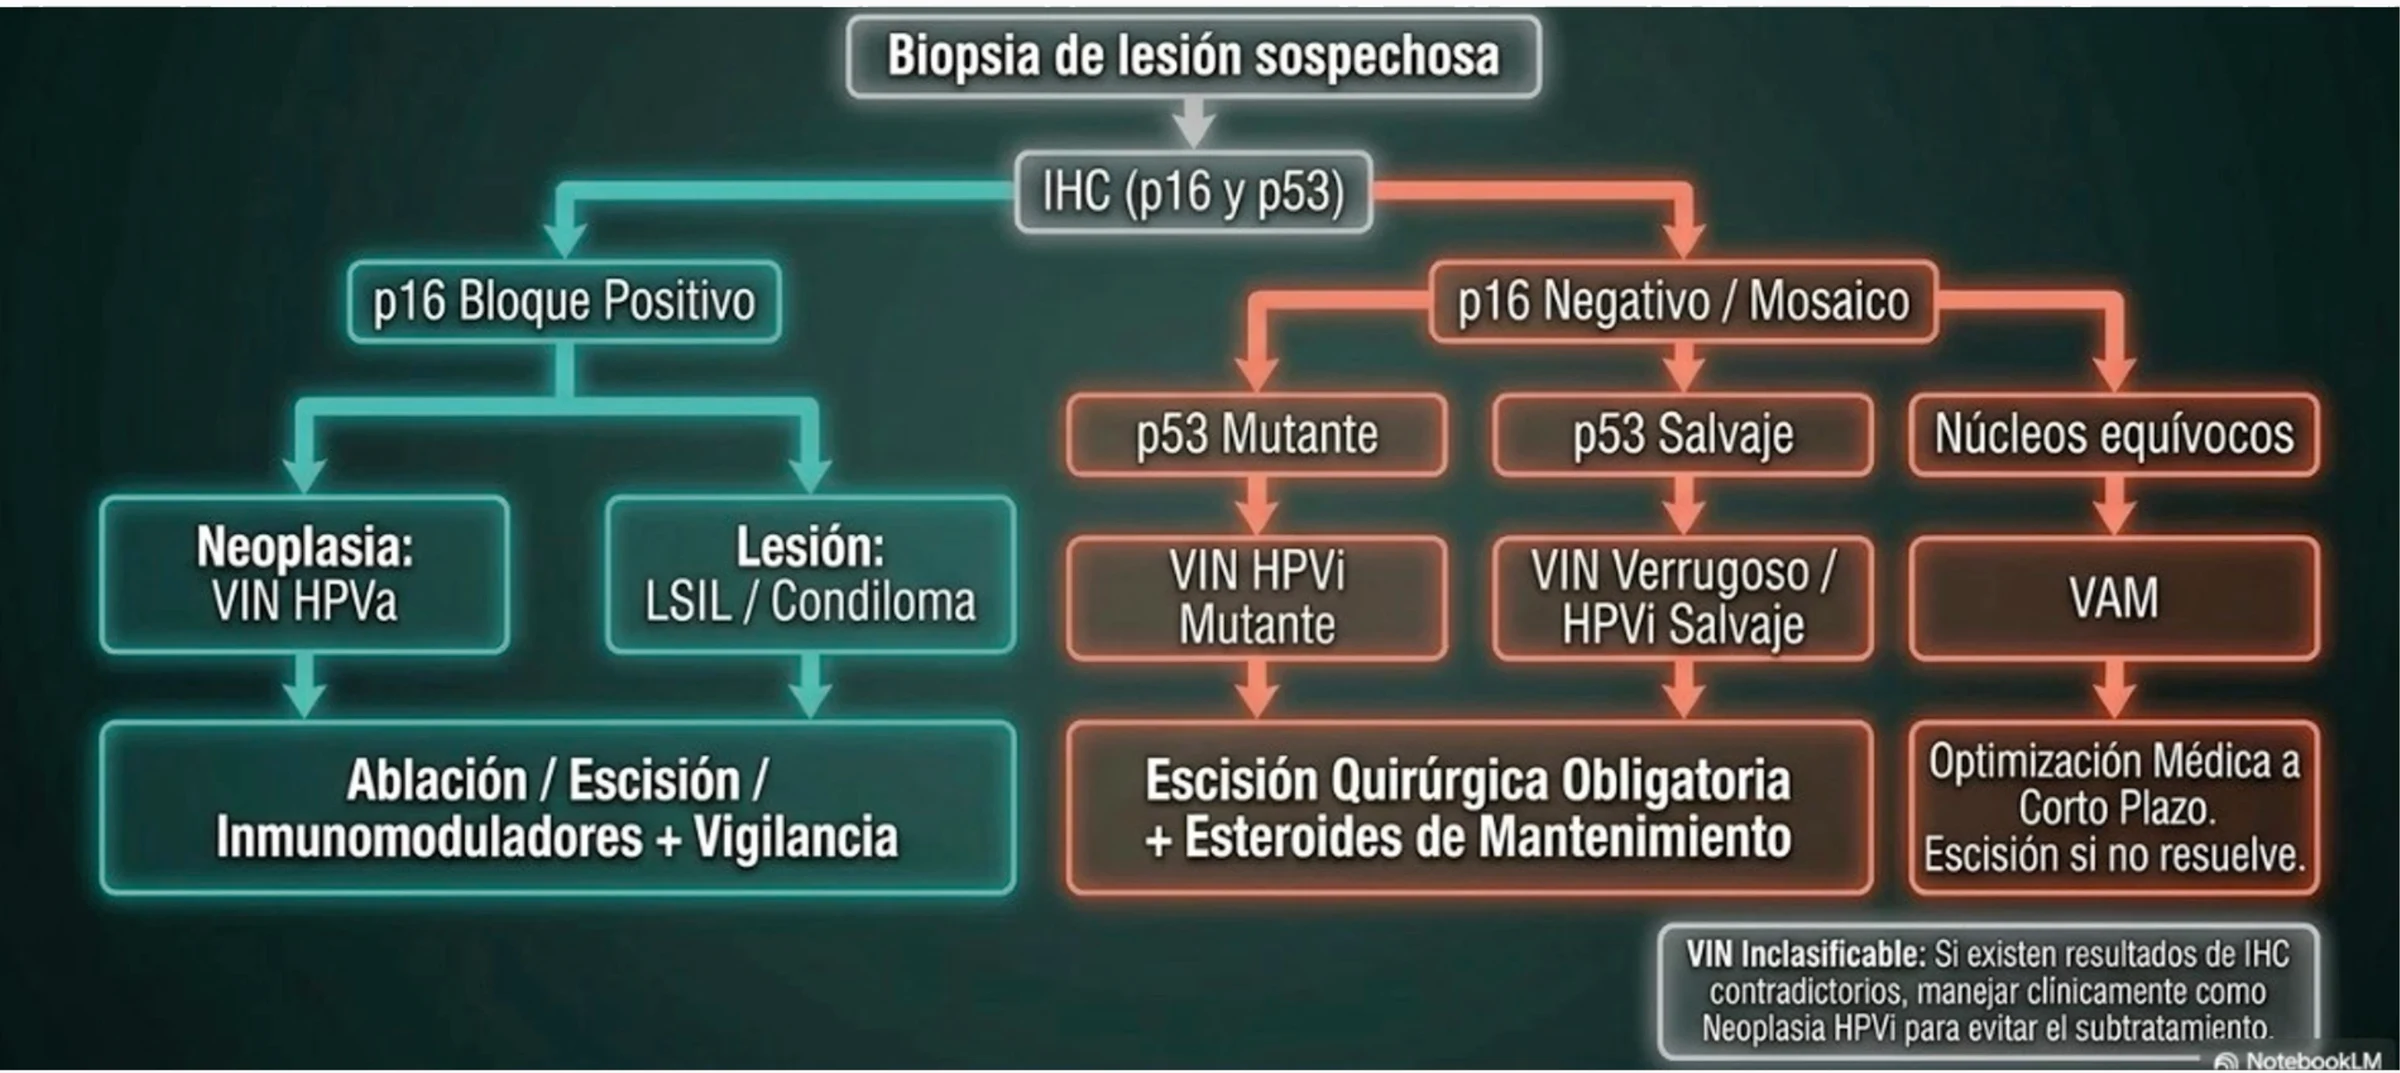 Biopsia de lesión sospechosa
IHC (p16 y p53)
p16 Bloque Positivo
p16 Negativo / Mosaico
p53 Mutante
p53 Salvaje
Núcleos equívocos
Neoplasia:
VIN HPVa
Lesión:
LSIL / Condiloma
VIN HPVi
Mutante
VIN Verrugoso /
HPVi Salvaje
VAM
Ablación / Escisión /
Inmunomoduladores + Vigilancia
Escisión Quirúrgica Obligatoria
+ Esteroides de Mantenimiento
Optimización Médica a
Corto Plazo.
Escisión si no resuelve.
VIN Inclasificable: Si existen resultados de IHC
contradictorios, manejar clínicamente como
Neoplasia HPVi para evitar el subtratamiento.
NotebookLM